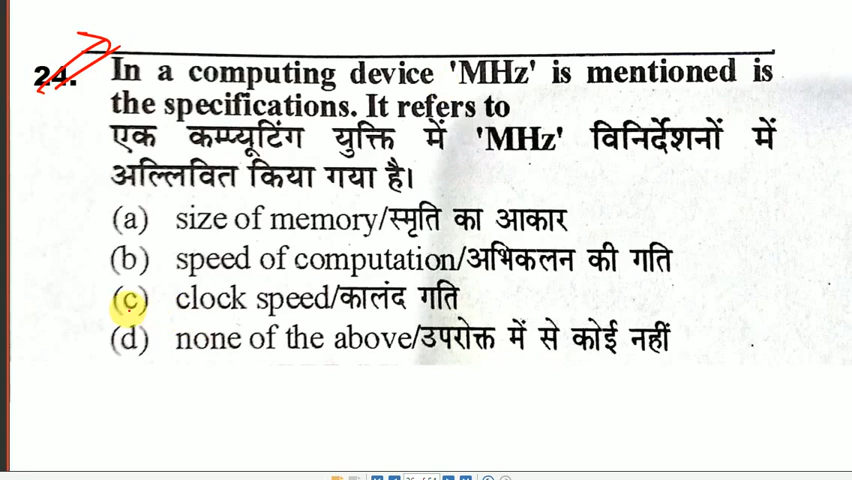 24. In a computing device 'MHz' is mentioned is
the specifications. It refers to
एक कम्प्यूटिंग युक्ति में 'MHz' विनिर्देशनों में
अल्लिवित किया गया है।
(a) size of memory/स्मृति का आकार
(b) speed of computation/अभिकलन की गति
(c) clock speed/कालंद गति
(d) none of the above/उपरोक्त में से कोई नहीं